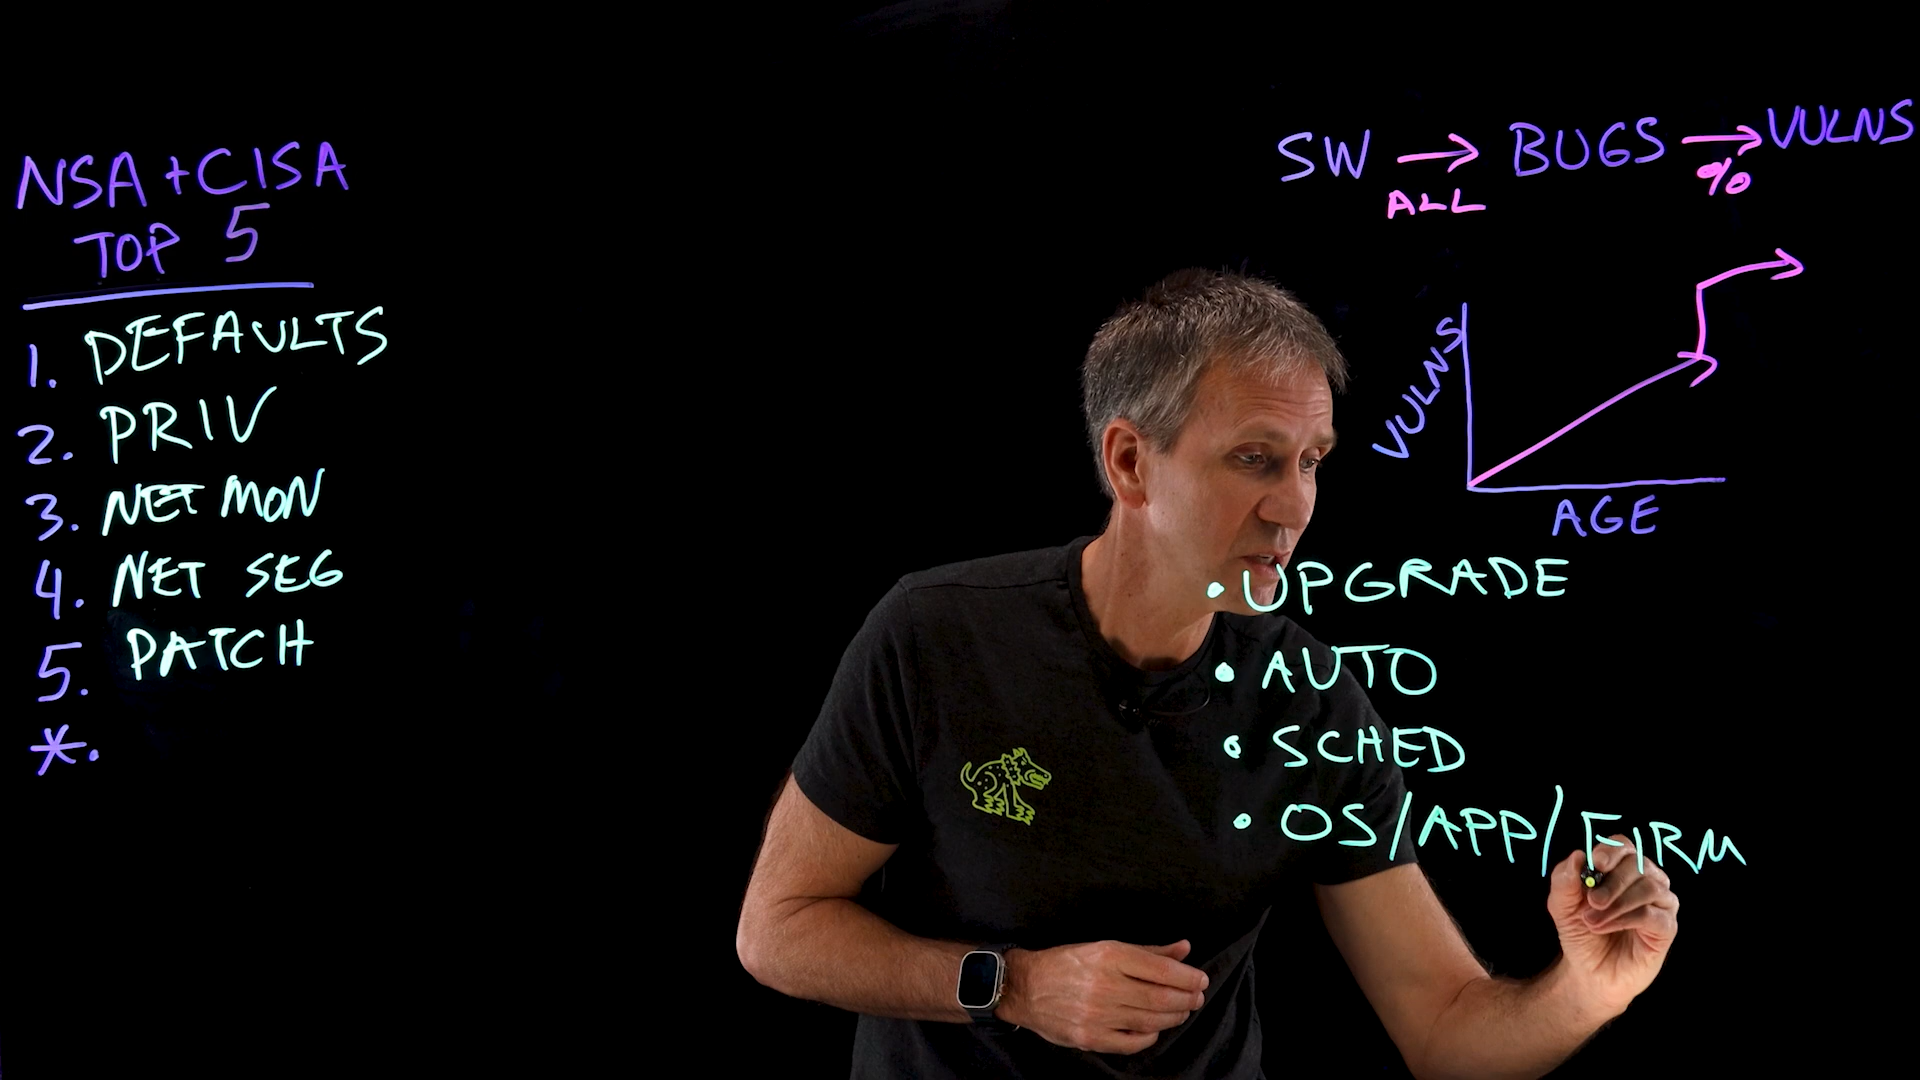 NSA + CISA
TOP 5
1. DEFAULTS
2. PRIV
3. NET MON
4. NET SEG
5. PATCH
*.
SW → BUGS → VULNS
ALL %
VULNS
AGE
• UPGRADE
• AUTO
• SCHED
• OS/APP/FIRM